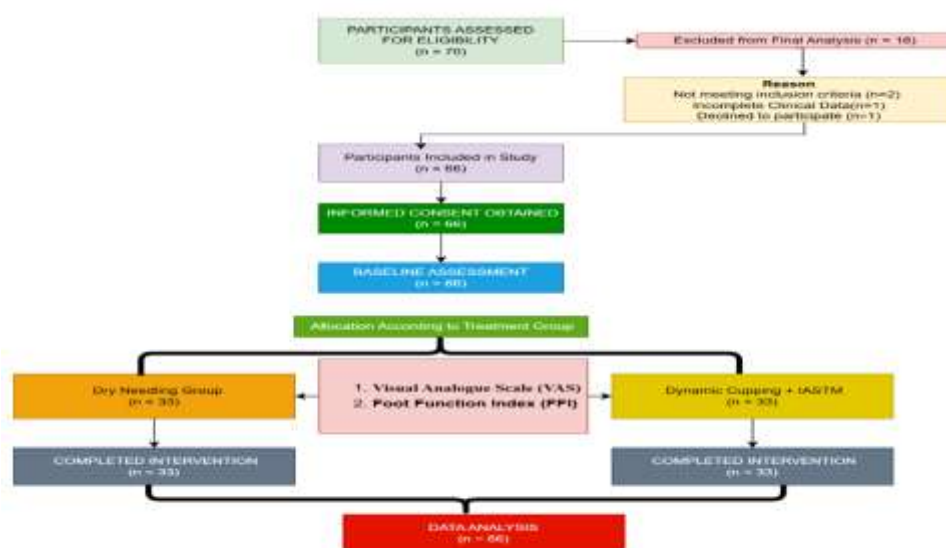 PARTICIPANTS ASSESSED
FOR ELIGIBILITY
(n = 70)
Excluded from Final Analysis (n = 16)
Reason
Not meeting inclusion criteria (n=2)
Incomplete Clinical Data(n=1)
Declined to participate (n=1)
Participants Included in Study
(n = 66)
INFORMED CONSENT OBTAINED
(n = 66)
BASELINE ASSESSMENT
(n = 66)
Allocation According to Treatment Group
Dry Needling Group
(n = 33)
1. Visual Analogue Scale (VAS)
2. Foot Function Index (FFI)
Dynamic Cupping + IASTM
(n = 33)
COMPLETED INTERVENTION
(n = 33)
COMPLETED INTERVENTION
(n = 33)
DATA ANALYSIS
(n = 66)